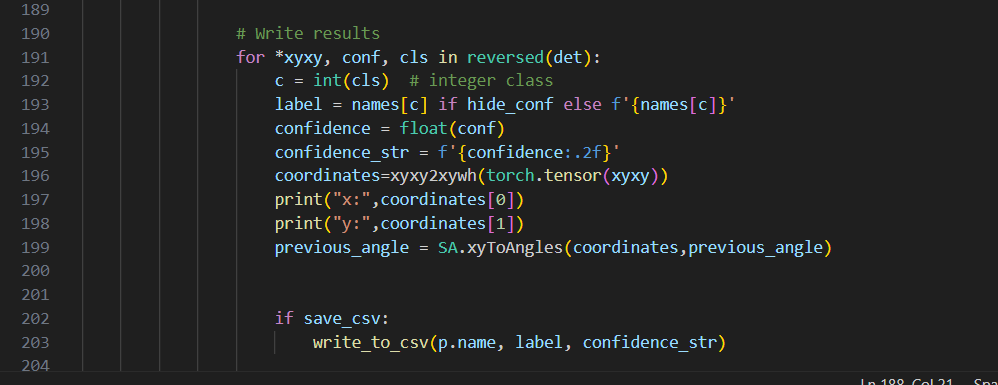 189
190 # Write results
191 for *xyxy, conf, cls in reversed(det):
192 c = int(cls)  # integer class
193 label = names[c] if hide_conf else f'{names[c]}'
194 confidence = float(conf)
195 confidence_str = f'{confidence:.2f}'
196 coordinates=xyxy2xywh(torch.tensor(xyxy))
197 print("x:",coordinates[0])
198 print("y:",coordinates[1])
199 previous_angle = SA.xyToAngles(coordinates,previous_angle)
200
201
202 if save_csv:
203 write_to_csv(p.name, label, confidence_str)
204
Ln 188, Col 21 Spa